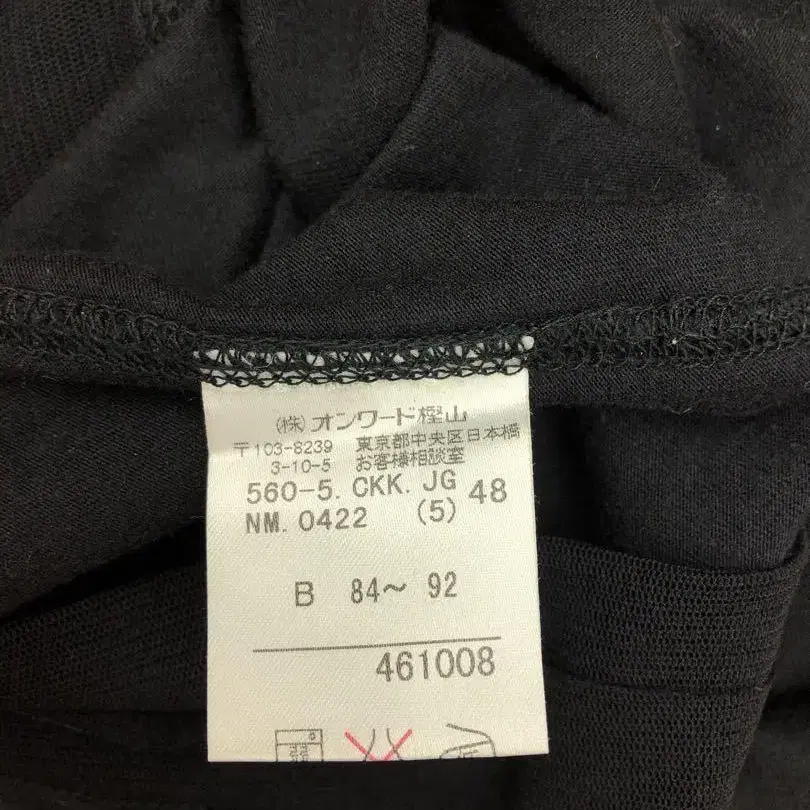 (株)オンワード樫山
〒103-8239 東京都中央区日本橋
3-10-5 お客様相談室
560-5. CKK. JG 48
NM. 0422 (5)
B 84～ 92
461008